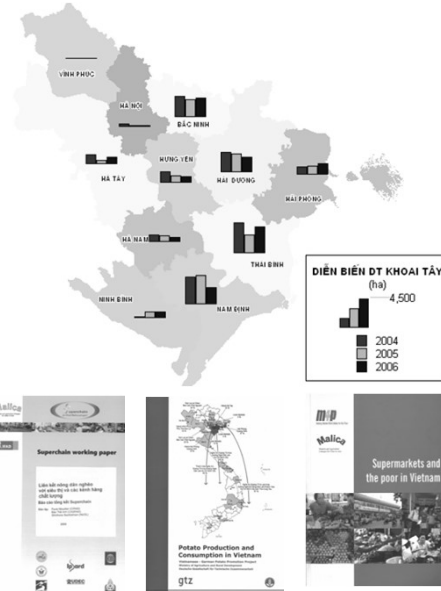 VĨNH PHÚC
HÀ NỘI
BẮC NINH
HƯNG YÊN
HẢI DƯƠNG
HÀ TÂY
HẢI PHÒNG
HÀ NAM
THÁI BÌNH
NINH BÌNH
NAM ĐỊNH
DIỄN BIẾN DT KHOAI TÂY
(ha)
4,500
2004
2005
2006
Malica
Superchain working paper
Liên kết nông dân nghèo
với siêu thị và các kênh hàng
chất lượng
Potato Production and
Consumption in Vietnam
gtz
M4P
Malica
Supermarkets and
the poor in Vietnam